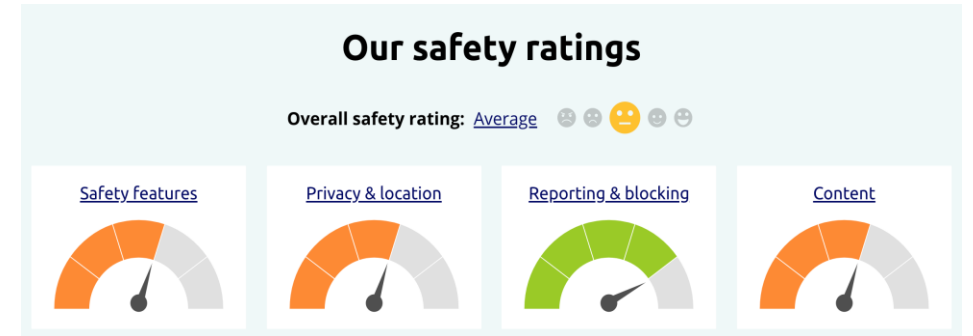 Our safety ratings
Overall safety rating: Average
Safety features
Privacy & location
Reporting & blocking
Content